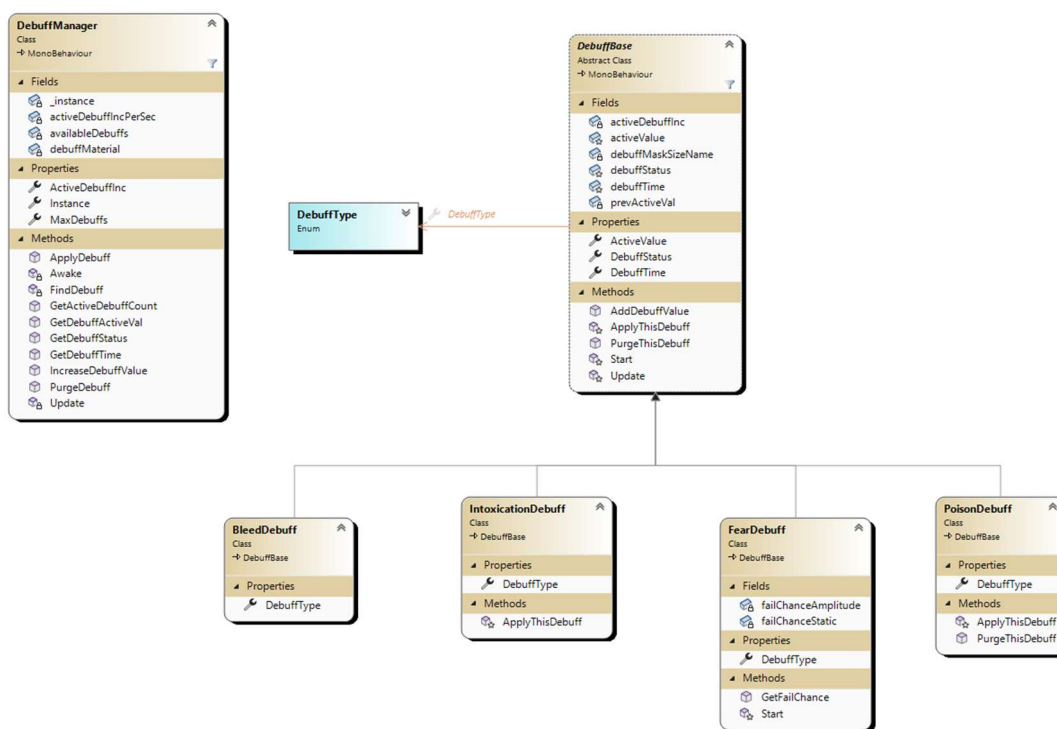 DebuffManager
Class
MonoBehaviour
Fields
_instance
activeDebuffIncPerSec
availableDebuffs
debuffMaterial
Properties
ActiveDebuffInc
Instance
MaxDebuffs
Methods
ApplyDebuff
Awake
FindDebuff
GetActiveDebuffCount
GetDebuffActiveVal
GetDebuffStatus
GetDebuffTime
IncreaseDebuffValue
PurgeDebuff
Update
DebuffType
Enum
DebuffType
DebuffBase
Abstract Class
MonoBehaviour
Fields
activeDebuffInc
activeValue
debuffMaskSizeName
debuffStatus
debuffTime
prevActiveVal
Properties
ActiveValue
DebuffStatus
DebuffTime
Methods
AddDebuffValue
ApplyThisDebuff
PurgeThisDebuff
Start
Update
BleedDebuff
Class
DebuffBase
Properties
DebuffType
IntoxicationDebuff
Class
DebuffBase
Properties
DebuffType
Methods
ApplyThisDebuff
FearDebuff
Class
DebuffBase
Fields
failChanceAmplitude
failChanceStatic
Properties
DebuffType
Methods
GetFailChance
Start
PoisonDebuff
Class
DebuffBase
Properties
DebuffType
Methods
ApplyThisDebuff
PurgeThisDebuff